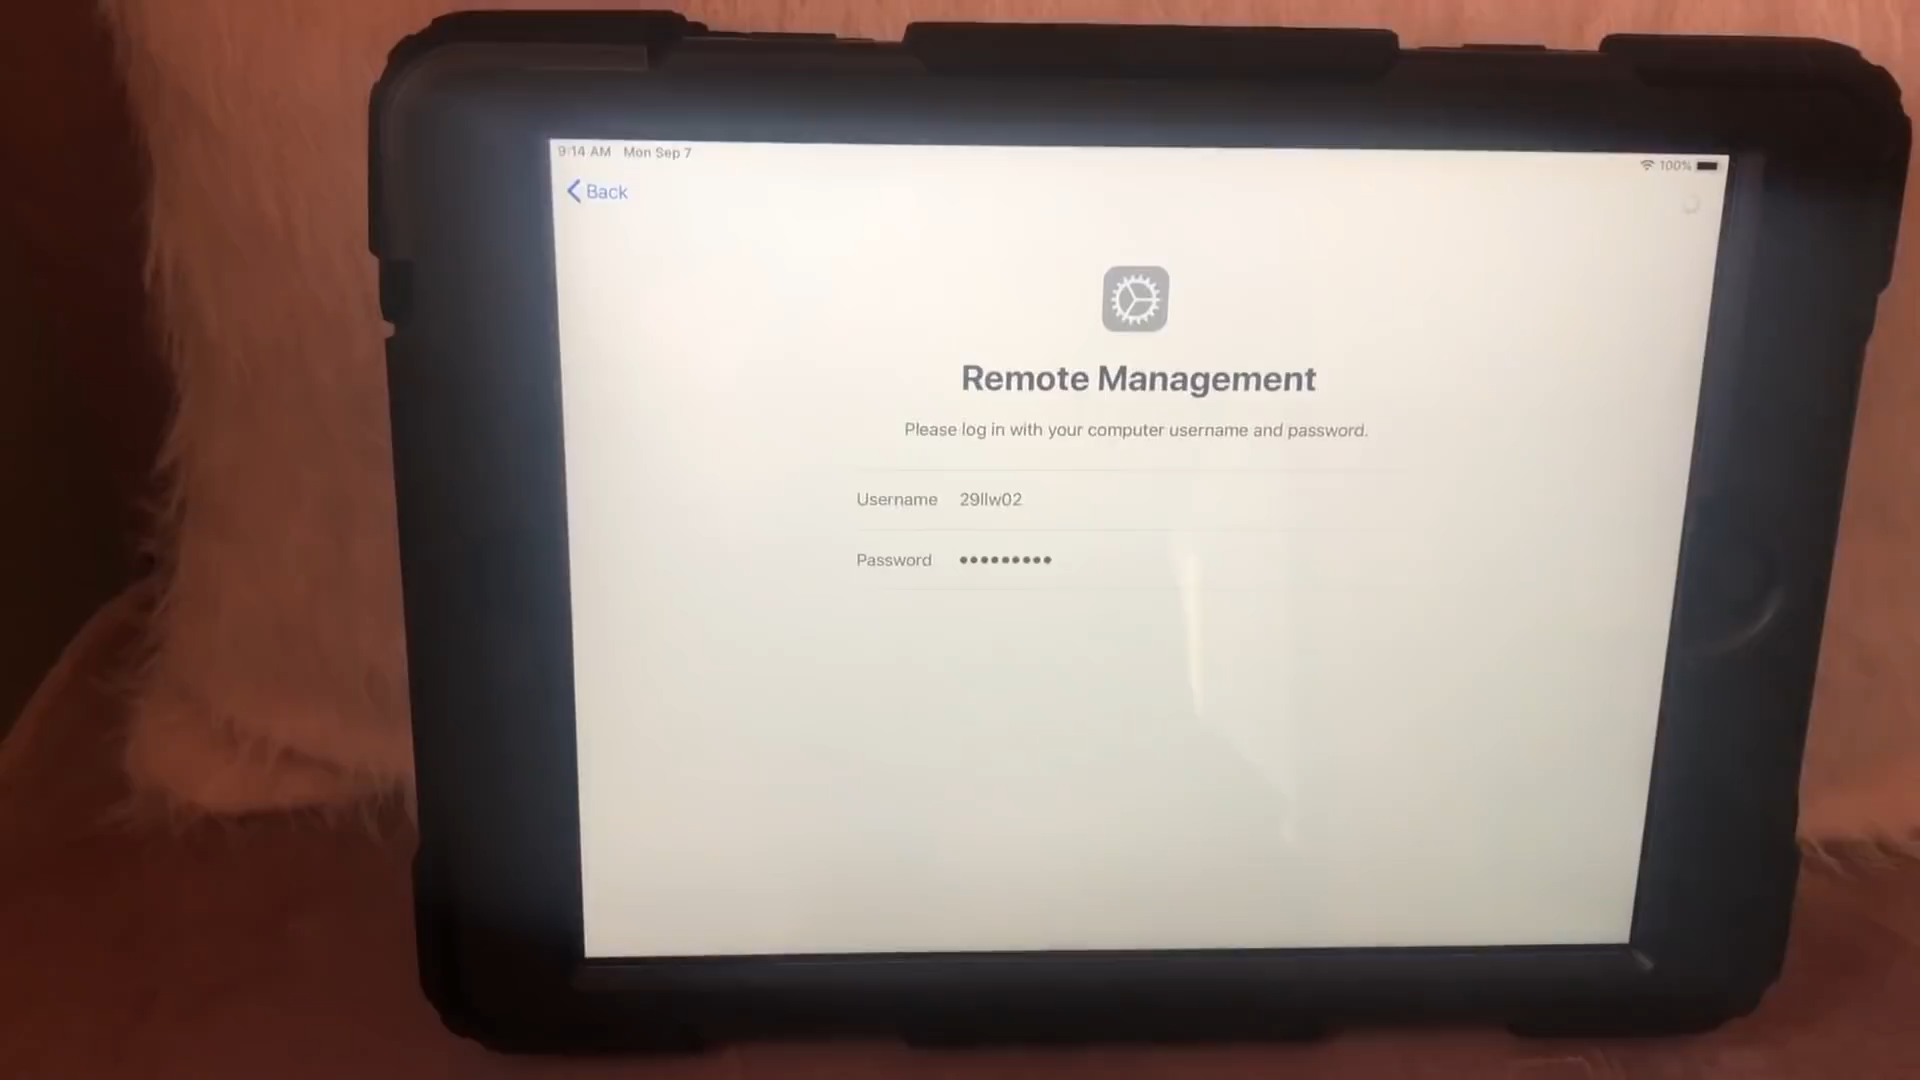 9:14 AM Mon Sep 7
100%
Back
Remote Management
Please log in with your computer username and password.
Username 29llw02
Password •••••••••